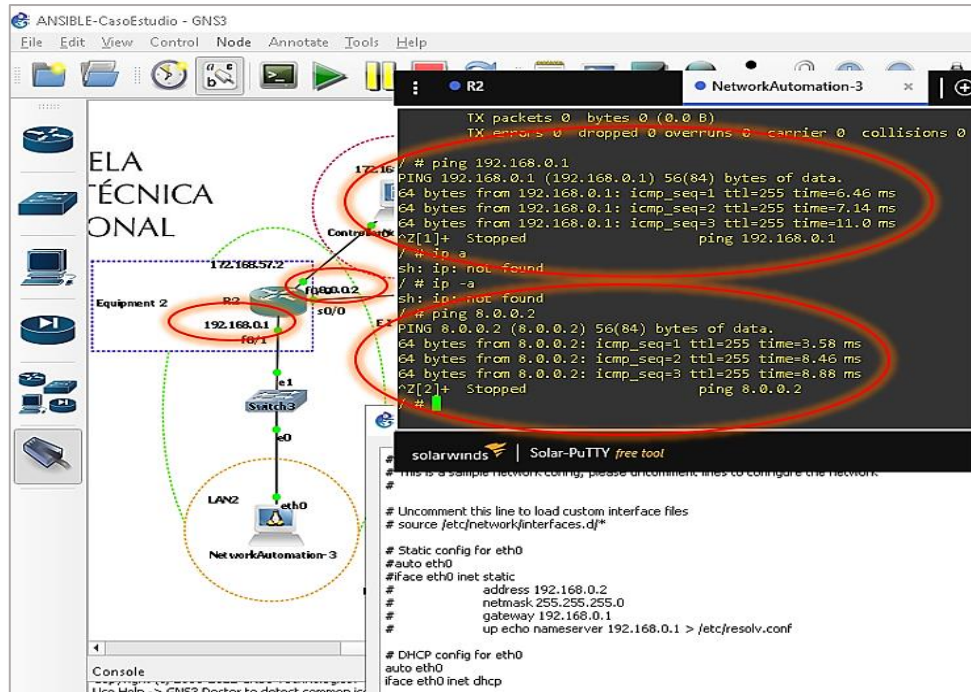 ANSIBLE-CasoEstudio - GNS3
File Edit View Control Node Annotate Tools Help
R2
NetworkAutomation-3
TX packets 0 bytes 0 (0.0 B)
TX errors 0 dropped 0 overruns 0 carrier 0 collisions 0
/ # ping 192.168.0.1
PING 192.168.0.1 (192.168.0.1) 56(84) bytes of data.
64 bytes from 192.168.0.1: icmp_seq=1 ttl=255 time=6.46 ms
64 bytes from 192.168.0.1: icmp_seq=2 ttl=255 time=7.14 ms
64 bytes from 192.168.0.1: icmp_seq=3 ttl=255 time=11.0 ms
^Z[1]+ Stopped ping 192.168.0.1
/ # ip a
sh: ip: not found
/ # ip -a
sh: ip: not found
/ # ping 8.0.0.2
PING 8.0.0.2 (8.0.0.2) 56(84) bytes of data.
64 bytes from 8.0.0.2: icmp_seq=1 ttl=255 time=3.58 ms
64 bytes from 8.0.0.2: icmp_seq=2 ttl=255 time=8.46 ms
64 bytes from 8.0.0.2: icmp_seq=3 ttl=255 time=8.88 ms
^Z[2]+ Stopped ping 8.0.0.2
/ #
solarwinds | Solar-PuTTY free tool
ELA
TÉCNICA
ONAL
172.16
172.168.57.2
8.0.0.2
Equipment 2
R2
s0/0
192.168.0.1
f0/1
e1
Switch3
e0
LAN2
eth0
NetworkAutomation-3
#
# This is a sample network config, please uncomment lines to configure the network
#
# Uncomment this line to load custom interface files
# source /etc/network/interfaces.d/*
# Static config for eth0
#auto eth0
#iface eth0 inet static
# address 192.168.0.2
# netmask 255.255.255.0
# gateway 192.168.0.1
# up echo nameserver 192.168.0.1 > /etc/resolv.conf
# DHCP config for eth0
auto eth0
iface eth0 inet dhcp
Console